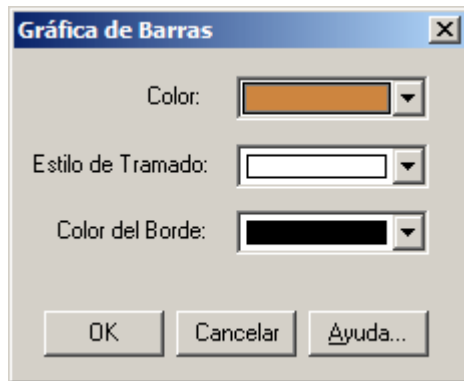 Gráfica de Barras
Color:
Estilo de Tramado:
Color del Borde:
OK Cancelar Ayuda...